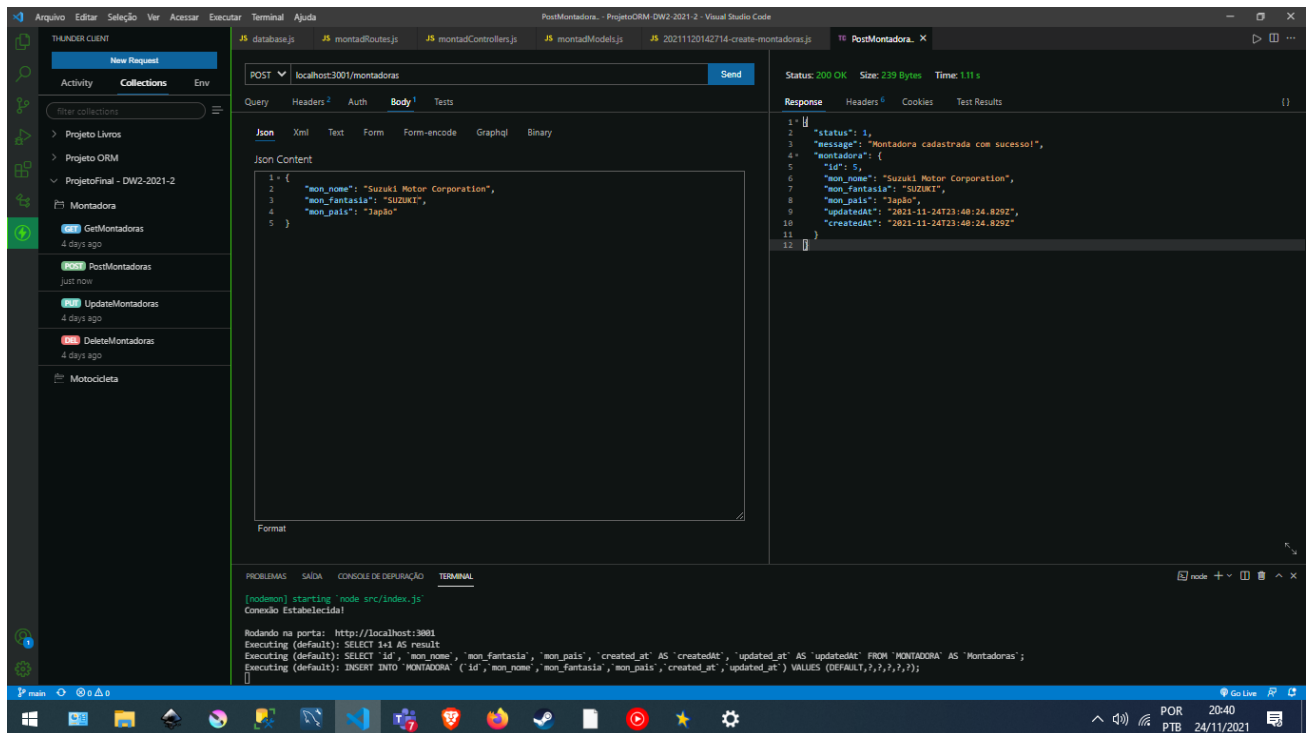 Arquivo Editar Seleção Ver Acessar Executar Terminal Ajuda
PostMontadora.. - ProjetoORM-DW2-2021-2 - Visual Studio Code
THUNDER CLIENT
New Request
Activity Collections Env
filter collections
Projeto Livros
Projeto ORM
ProjetoFinal - DW2-2021-2
Montadora
GET GetMontadoras
4 days ago
POST PostMontadoras
just now
PUT UpdateMontadoras
4 days ago
DEL DeleteMontadoras
4 days ago
Motocicleta
JS database.js JS montadRoutes.js JS montadControllers.js JS montadModels.js JS 20211120142714-create-montadoras.js TC PostMontadora..
POST localhost:3001/montadoras Send
Query Headers 2 Auth Body 1 Tests
Json Xml Text Form Form-encode Graphql Binary
Json Content
1 {
2 "mon_nome": "Suzuki Motor Corporation",
3 "mon_fantasia": "SUZUKI",
4 "mon_pais": "Japão"
5 }
Format
Status: 200 OK Size: 239 Bytes Time: 1.11 s
Response Headers 6 Cookies Test Results {}
1 {
2 "status": 1,
3 "message": "Montadora cadastrada com sucesso!",
4 "montadora": {
5 "id": 5,
6 "mon_nome": "Suzuki Motor Corporation",
7 "mon_fantasia": "SUZUKI",
8 "mon_pais": "Japão",
9 "updatedAt": "2021-11-24T23:40:24.829Z",
10 "createdAt": "2021-11-24T23:40:24.829Z"
11 }
12 }
PROBLEMAS SAÍDA CONSOLE DE DEPURAÇÃO TERMINAL
node
[nodemon] starting `node src/index.js`
Conexão Estabelecida!
Rodando na porta: http://localhost:3001
Executing (default): SELECT 1+1 AS result
Executing (default): SELECT `id`, `mon_nome`, `mon_fantasia`, `mon_pais`, `created_at` AS `createdAt`, `updated_at` AS `updatedAt` FROM `MONTADORA` AS `Montadoras`;
Executing (default): INSERT INTO `MONTADORA` (`id`,`mon_nome`,`mon_fantasia`,`mon_pais`,`created_at`,`updated_at`) VALUES (DEFAULT,?,?,?,?,?);
main 0 0
Go Live
POR 20:40
PTB 24/11/2021